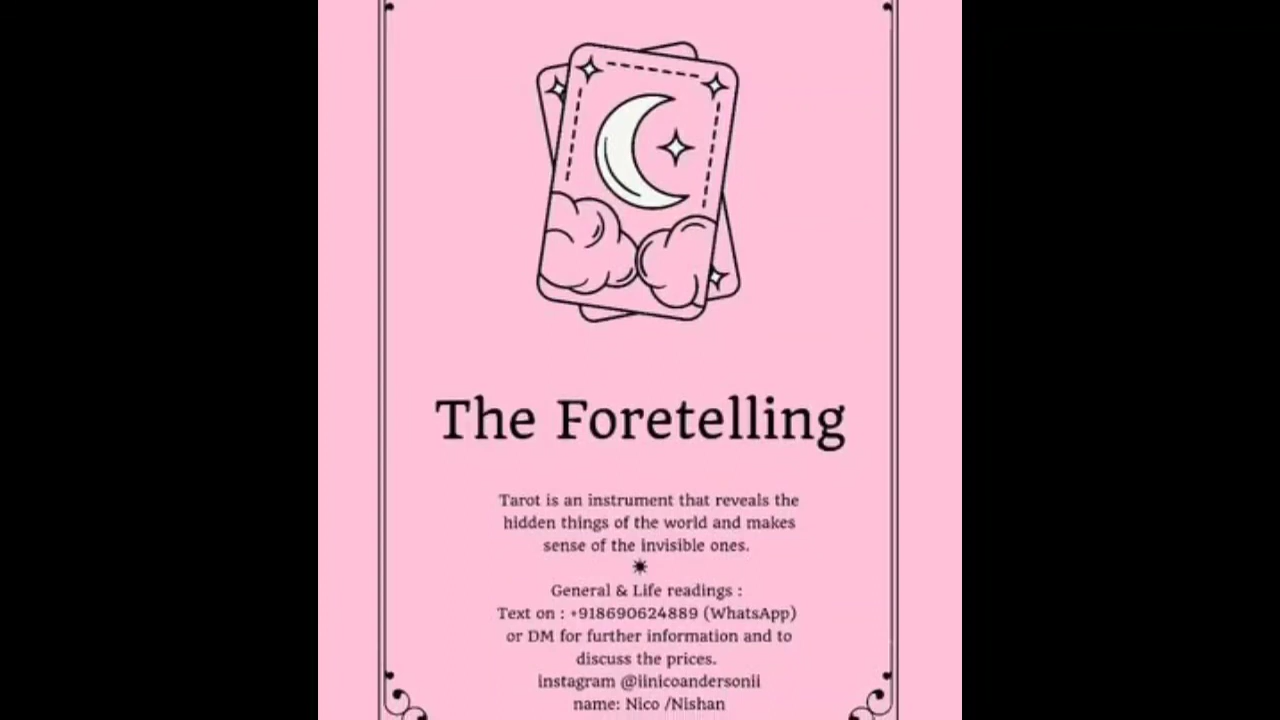 The Foretelling
Tarot is an instrument that reveals the
hidden things of the world and makes
sense of the invisible ones.
General & Life readings :
Text on : +918690624889 (WhatsApp)
or DM for further information and to
discuss the prices.
instagram @iinicoandersonii
name: Nico /Nishan